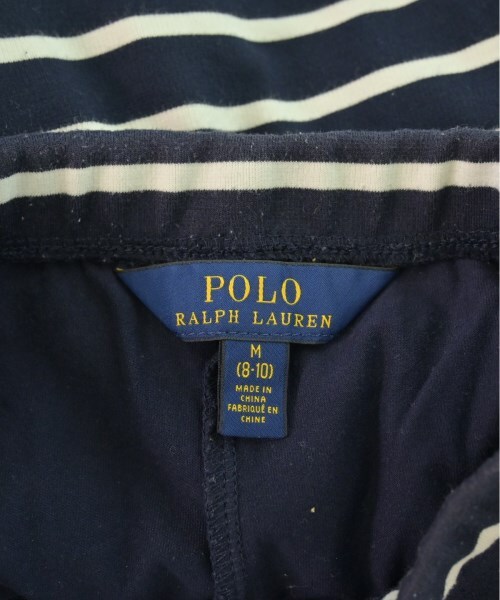 POLO
RALPH LAUREN
M
(8-10)
MADE IN
CHINA
FABRIQUÉ EN
CHINE